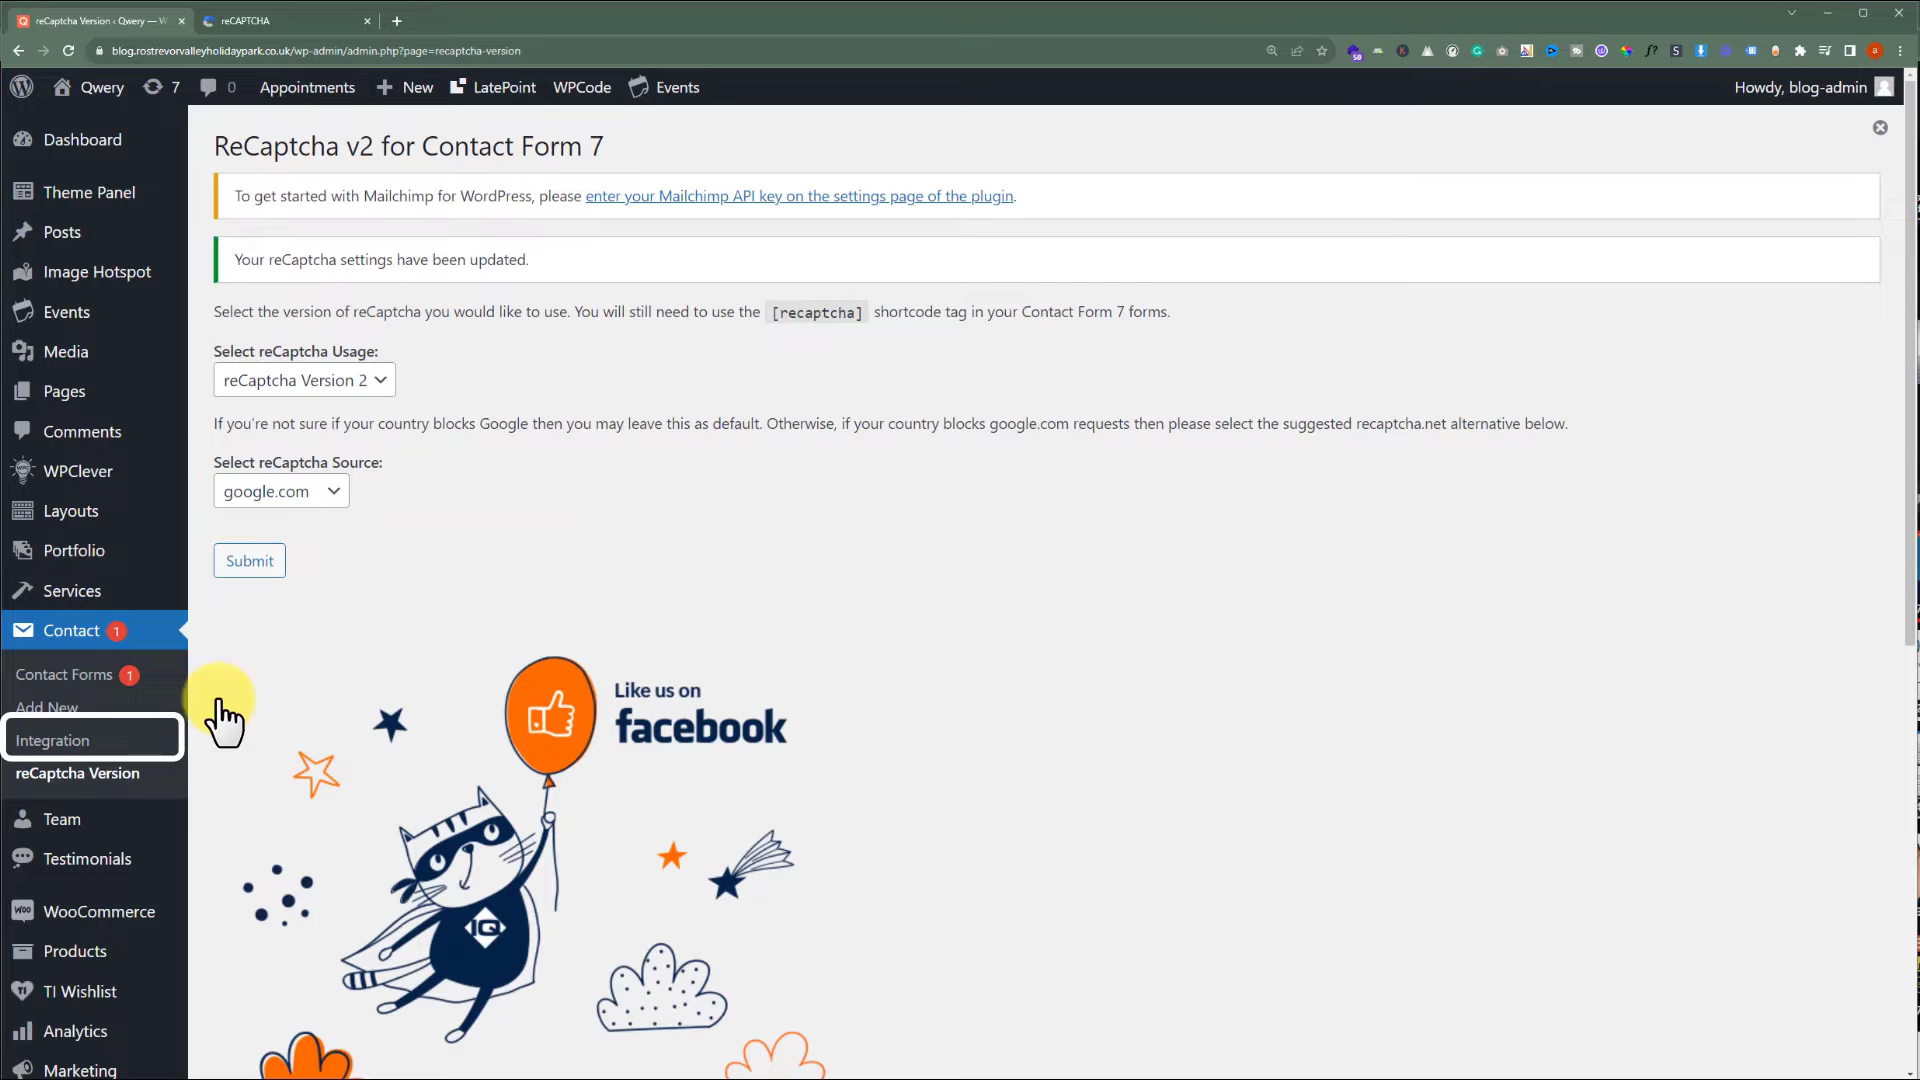 reCaptcha Version ‹ Qwery — W
reCAPTCHA
blog.rostrevorvalleyholidaypark.co.uk/wp-admin/admin.php?page=recaptcha-version
Qwery 7 0 Appointments New LatePoint WPCode Events
Howdy, blog-admin
Dashboard
Theme Panel
Posts
Image Hotspot
Events
Media
Pages
Comments
WPClever
Layouts
Portfolio
Services
Contact 1
Contact Forms 1
Add New
Integration
reCaptcha Version
Team
Testimonials
WooCommerce
Products
TI Wishlist
Analytics
Marketing
ReCaptcha v2 for Contact Form 7
To get started with Mailchimp for WordPress, please enter your Mailchimp API key on the settings page of the plugin.
Your reCaptcha settings have been updated.
Select the version of reCaptcha you would like to use. You will still need to use the [recaptcha] shortcode tag in your Contact Form 7 forms.
Select reCaptcha Usage:
reCaptcha Version 2
If you're not sure if your country blocks Google then you may leave this as default. Otherwise, if your country blocks google.com requests then please select the suggested recaptcha.net alternative below.
Select reCaptcha Source:
google.com
Submit
Like us on
facebook
IQ